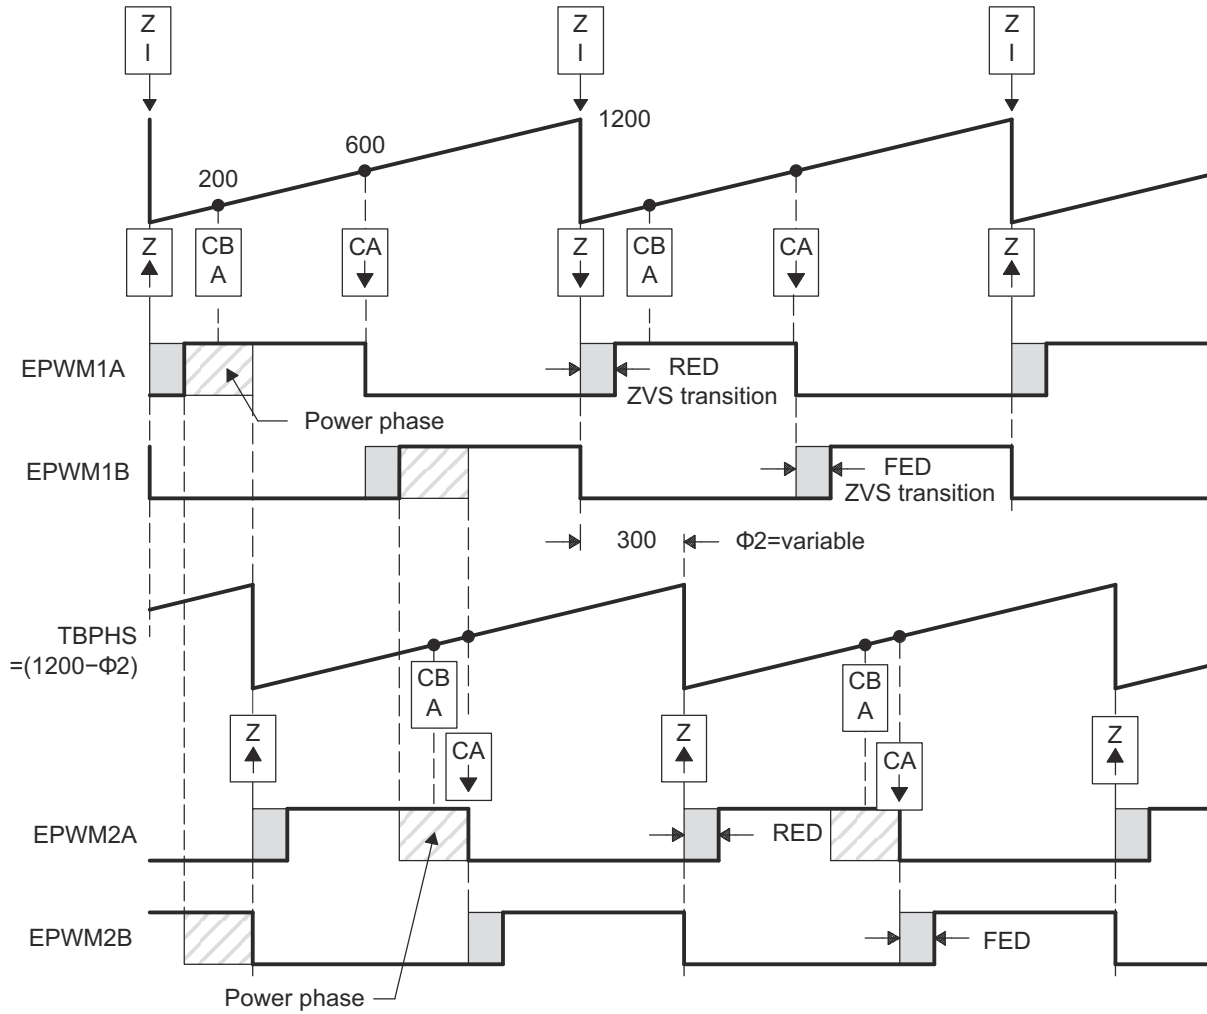 Z
I
Z
I
Z
I
1200
600
200
Z
CB
A
CA
Z
CB
A
CA
Z
EPWM1A
RED
ZVS transition
Power phase
EPWM1B
FED
ZVS transition
300
Φ2=variable
TBPHS
=(1200−Φ2)
CB
A
CB
A
Z
CA
Z
CA
Z
EPWM2A
RED
EPWM2B
FED
Power phase